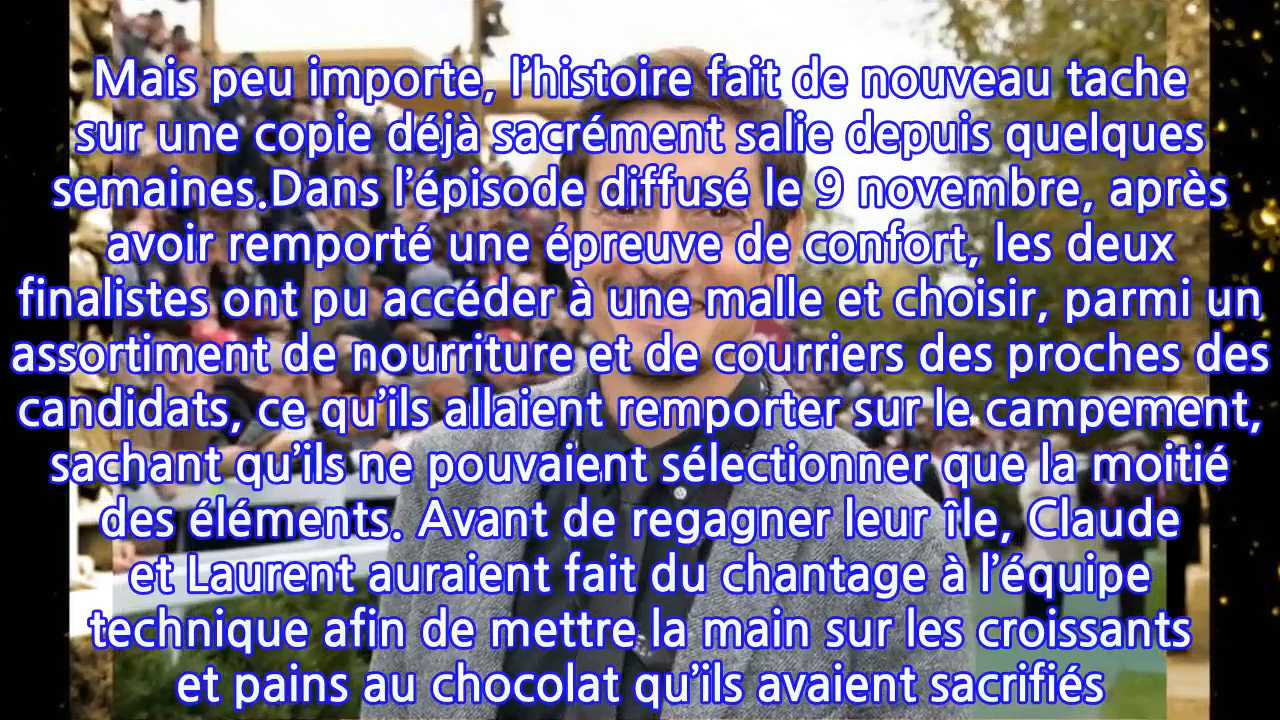 Mais peu importe, l’histoire fait de nouveau tache
sur une copie déjà sacrément salie depuis quelques
semaines.Dans l’épisode diffusé le 9 novembre, après
avoir remporté une épreuve de confort, les deux
finalistes ont pu accéder à une malle et choisir, parmi un
assortiment de nourriture et de courriers des proches des
candidats, ce qu’ils allaient remporter sur le campement,
sachant qu’ils ne pouvaient sélectionner que la moitié
des éléments. Avant de regagner leur île, Claude
et Laurent auraient fait du chantage à l’équipe
technique afin de mettre la main sur les croissants
et pains au chocolat qu’ils avaient sacrifiés